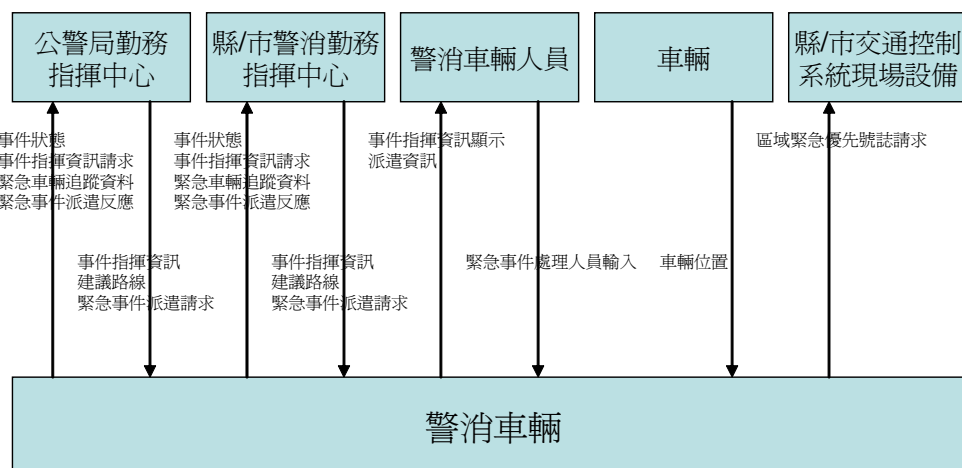 公警局勤務
指揮中心
縣/市警消勤務
指揮中心
警消車輛人員
車輛
縣/市交通控制
系統現場設備
事件狀態
事件指揮資訊請求
緊急車輛追蹤資料
緊急事件派遣反應
事件狀態
事件指揮資訊請求
緊急車輛追蹤資料
緊急事件派遣反應
事件指揮資訊顯示
派遣資訊
區域緊急優先號誌請求
事件指揮資訊
建議路線
緊急事件派遣請求
事件指揮資訊
建議路線
緊急事件派遣請求
緊急事件處理人員輸入
車輛位置
警消車輛